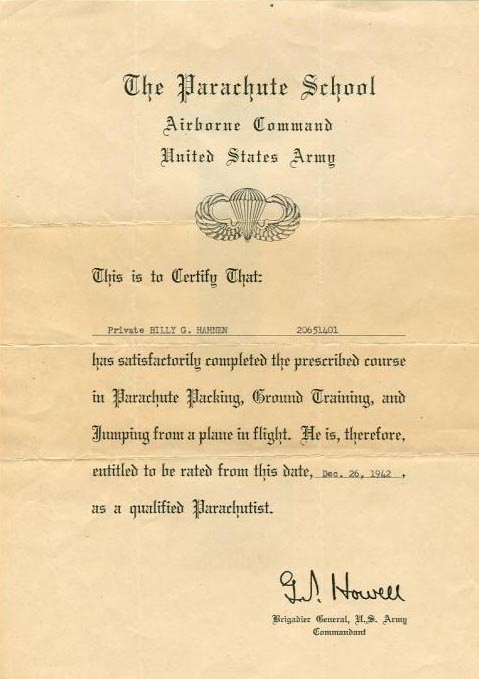 The Parachute School
Airborne Command
United States Army
This is to Certify That:
Private BILLY G. HAHNEN 20651401
has satisfactorily completed the prescribed course
in Parachute Packing, Ground Training, and
Jumping from a plane in flight. He is, therefore,
entitled to be rated from this date, Dec. 26, 1942 ,
as a qualified Parachutist.
G.P. Howell
Brigadier General, U.S. Army
Commandant